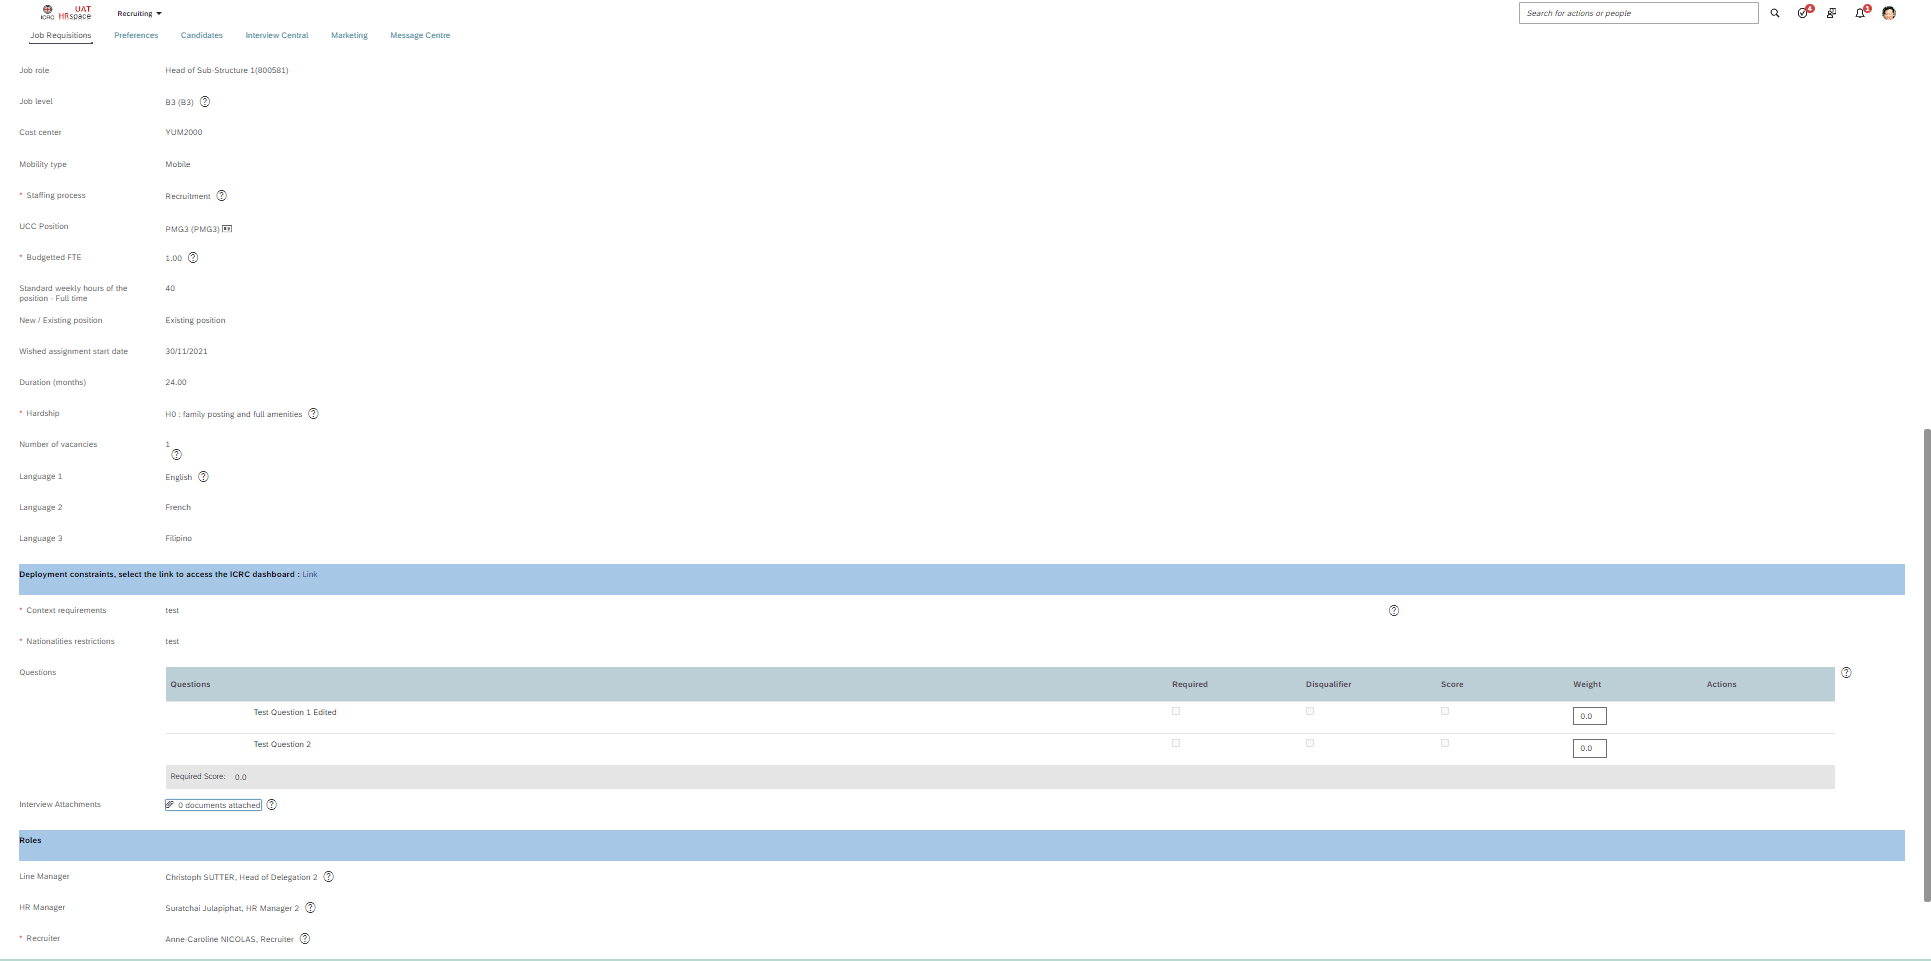 ICRC
UAT
HRspace
Recruiting
Search for actions or people
4
1
Job Requisitions
Preferences
Candidates
Interview Central
Marketing
Message Centre
Job role
Head of Sub-Structure 1(800581)
Job level
B3 (B3) ?
Cost center
YUM2000
Mobility type
Mobile
* Staffing process
Recruitment ?
UCC Position
PMG3 (PMG3)
* Budgetted FTE
1.00 ?
Standard weekly hours of the
position - Full time
40
New / Existing position
Existing position
Wished assignment start date
30/11/2021
Duration (months)
24.00
* Hardship
H0 : family posting and full amenities ?
Number of vacancies
1
?
Language 1
English ?
Language 2
French
Language 3
Filipino
Deployment constraints, select the link to access the ICRC dashboard : Link
* Context requirements
test
?
* Nationalities restrictions
test
Questions
?
Questions
Required
Disqualifier
Score
Weight
Actions
Test Question 1 Edited
0.0
Test Question 2
0.0
Required Score: 0.0
Interview Attachments
0 documents attached ?
Roles
Line Manager
Christoph SUTTER, Head of Delegation 2 ?
HR Manager
Suratchai Julapiphat, HR Manager 2 ?
* Recruiter
Anne-Caroline NICOLAS, Recruiter ?